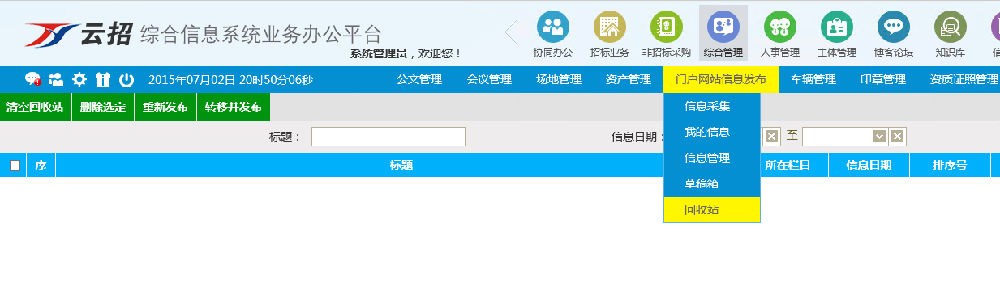 云招 综合信息系统业务办公平台
系统管理员，欢迎您！
协同办公 招标业务 非招标采购 综合管理 人事管理 主体管理 博客论坛 知识库
2015年07月02日 20时50分06秒 公文管理 会议管理 场地管理 资产管理 门户网站信息发布 车辆管理 印章管理 资质证照管理
清空回收站 删除选定 重新发布 转移并发布
信息采集
标题： 信息日期： 至
我的信息
信息管理
序 标题 所在栏目 信息日期 排序号
草稿箱
回收站